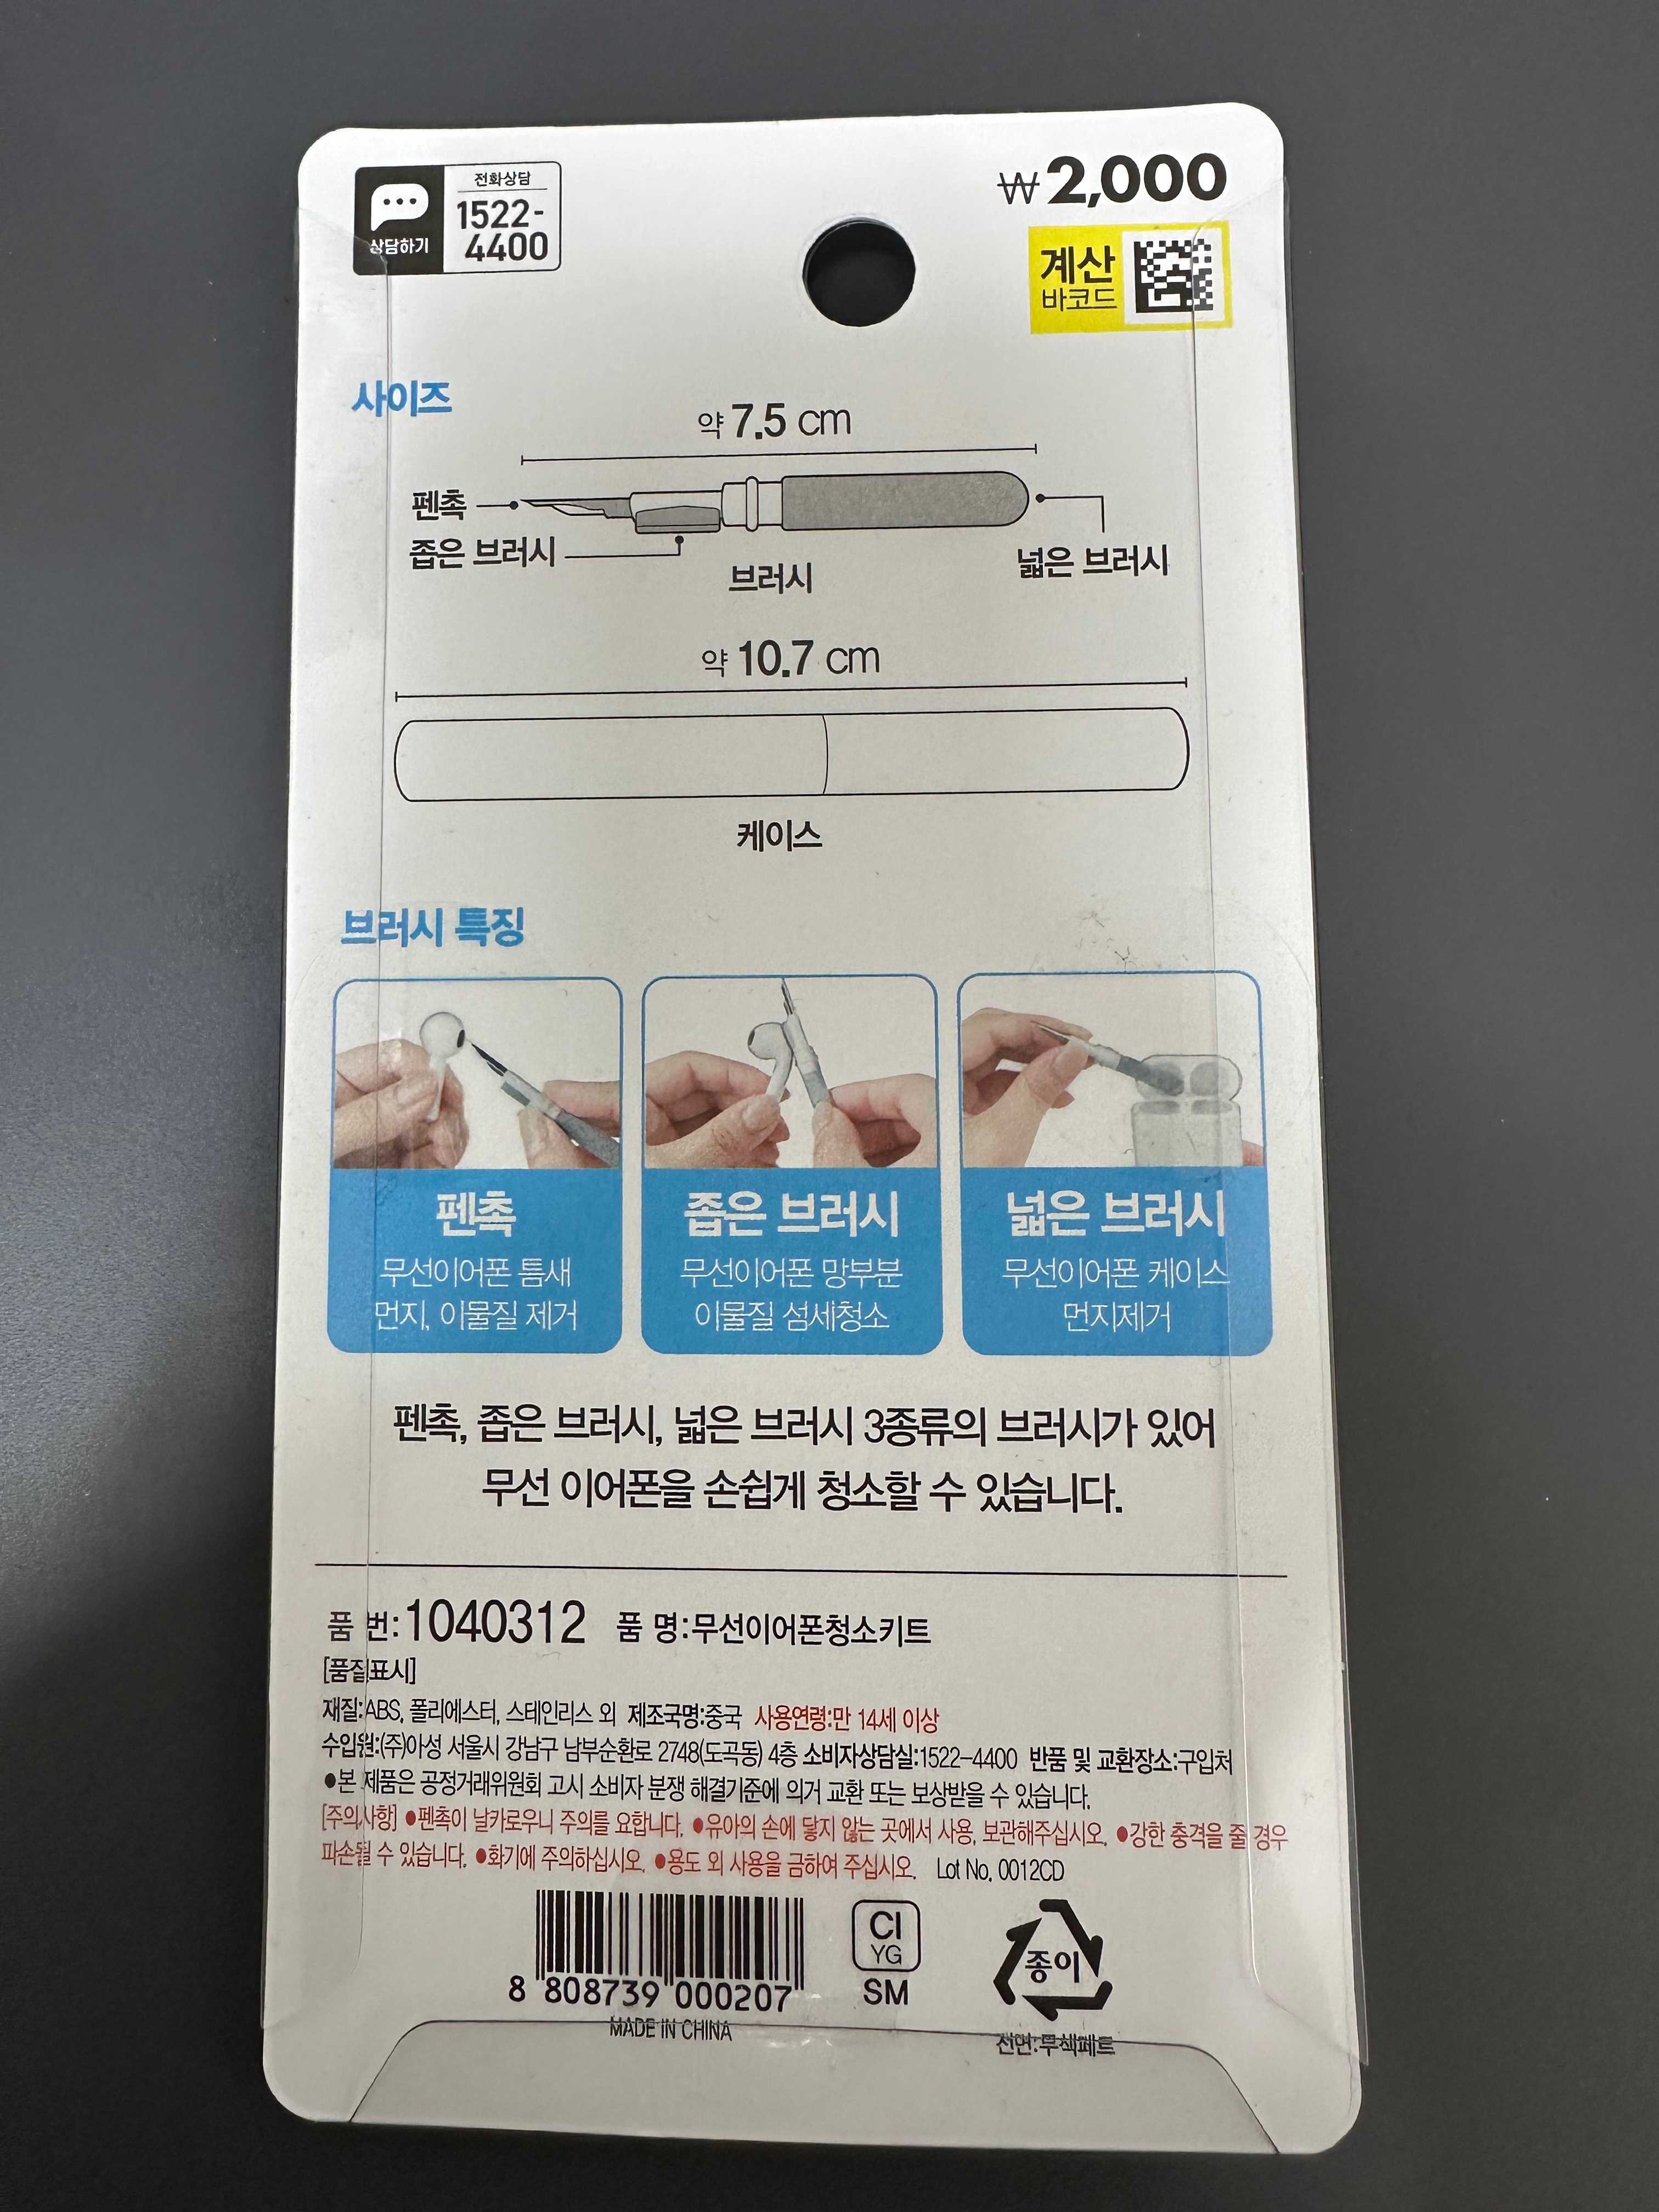 상담하기
전화상담
1522-
4400
₩2,000
계산
바코드
사이즈
약 7.5 cm
펜촉
좁은 브러시
브러시
넓은 브러시
약 10.7 cm
케이스
브러시 특징
펜촉
무선이어폰 틈새
먼지, 이물질 제거
좁은 브러시
무선이어폰 망부분
이물질 섬세청소
넓은 브러시
무선이어폰 케이스
먼지제거
펜촉, 좁은 브러시, 넓은 브러시 3종류의 브러시가 있어
무선 이어폰을 손쉽게 청소할 수 있습니다.
품 번:1040312 품 명:무선이어폰청소키트
[품질표시]
재질:ABS, 폴리에스터, 스테인리스 외 제조국명:중국 사용연령:만 14세 이상
수입원:(주)아성 서울시 강남구 남부순환로 2748(도곡동) 4층 소비자상담실:1522-4400 반품 및 교환장소:구입처
●본 제품은 공정거래위원회 고시 소비자 분쟁 해결기준에 의거 교환 또는 보상받을 수 있습니다.
[주의사항] ●펜촉이 날카로우니 주의를 요합니다. ●유아의 손에 닿지 않는 곳에서 사용, 보관해주십시오. ●강한 충격을 줄 경우
파손될 수 있습니다. ●화기에 주의하십시오. ●용도 외 사용을 금하여 주십시오. Lot No. 0012CD
8 808739 000207
MADE IN CHINA
CI
YG
SM
종이
전면:무색페트